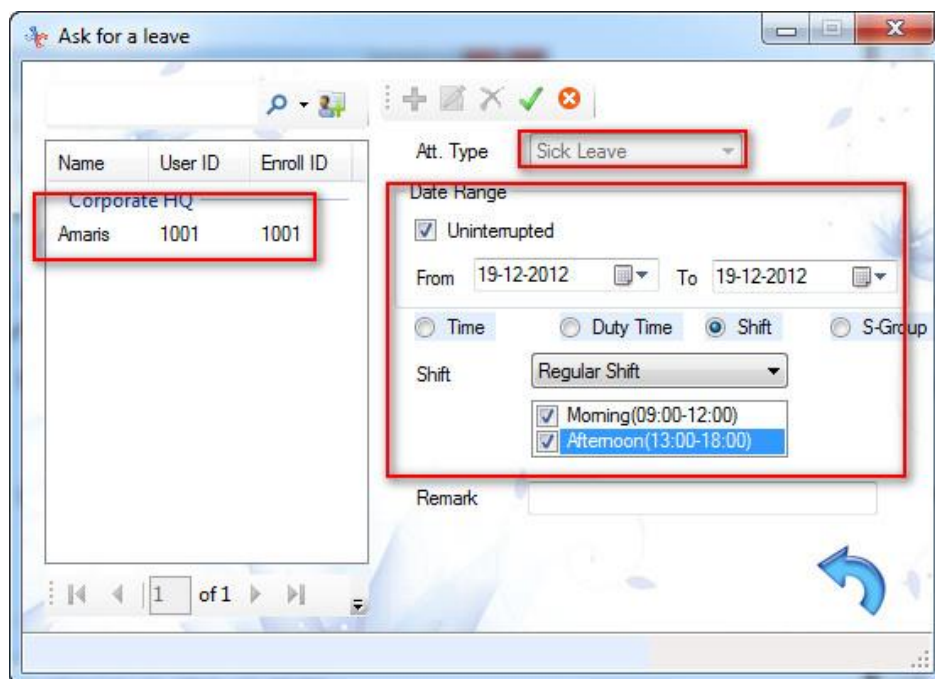 Ask for a leave
Name User ID Enroll ID
Corporate HQ
Amaris 1001 1001
1 of 1
Att. Type Sick Leave
Date Range
Uninterrupted
From 19-12-2012 To 19-12-2012
Time Duty Time Shift S-Group
Shift Regular Shift
Morning(09:00-12:00)
Afternoon(13:00-18:00)
Remark